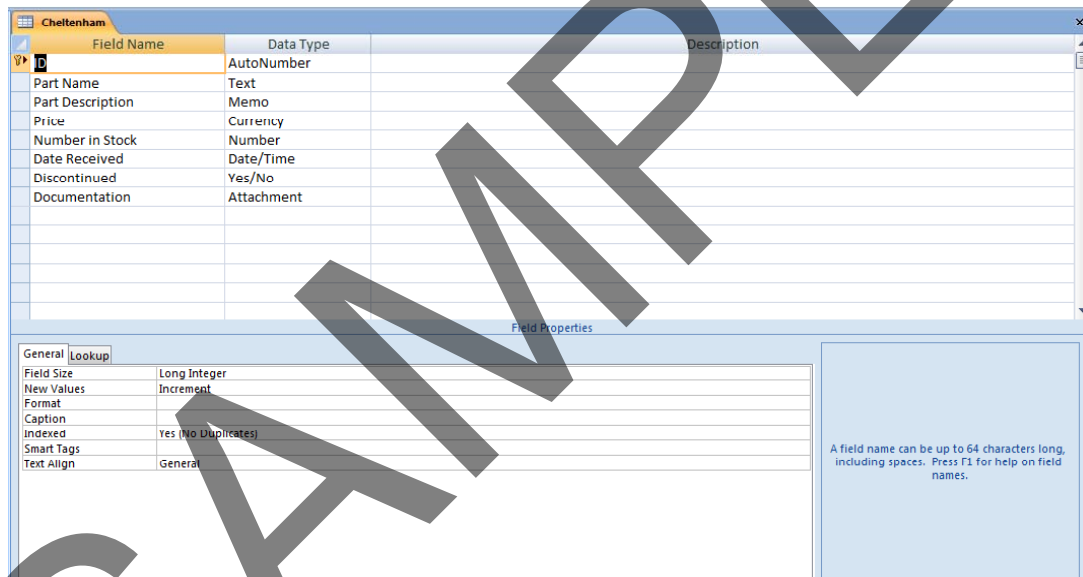 Cheltenham
Field Name Data Type Description
ID AutoNumber
Part Name Text
Part Description Memo
Price Currency
Number in Stock Number
Date Received Date/Time
Discontinued Yes/No
Documentation Attachment
Field Properties
General Lookup
Field Size Long Integer
New Values Increment
Format
Caption
Indexed Yes (No Duplicates)
Smart Tags
Text Align General
A field name can be up to 64 characters long,
including spaces. Press F1 for help on field
names.
SAMPLE